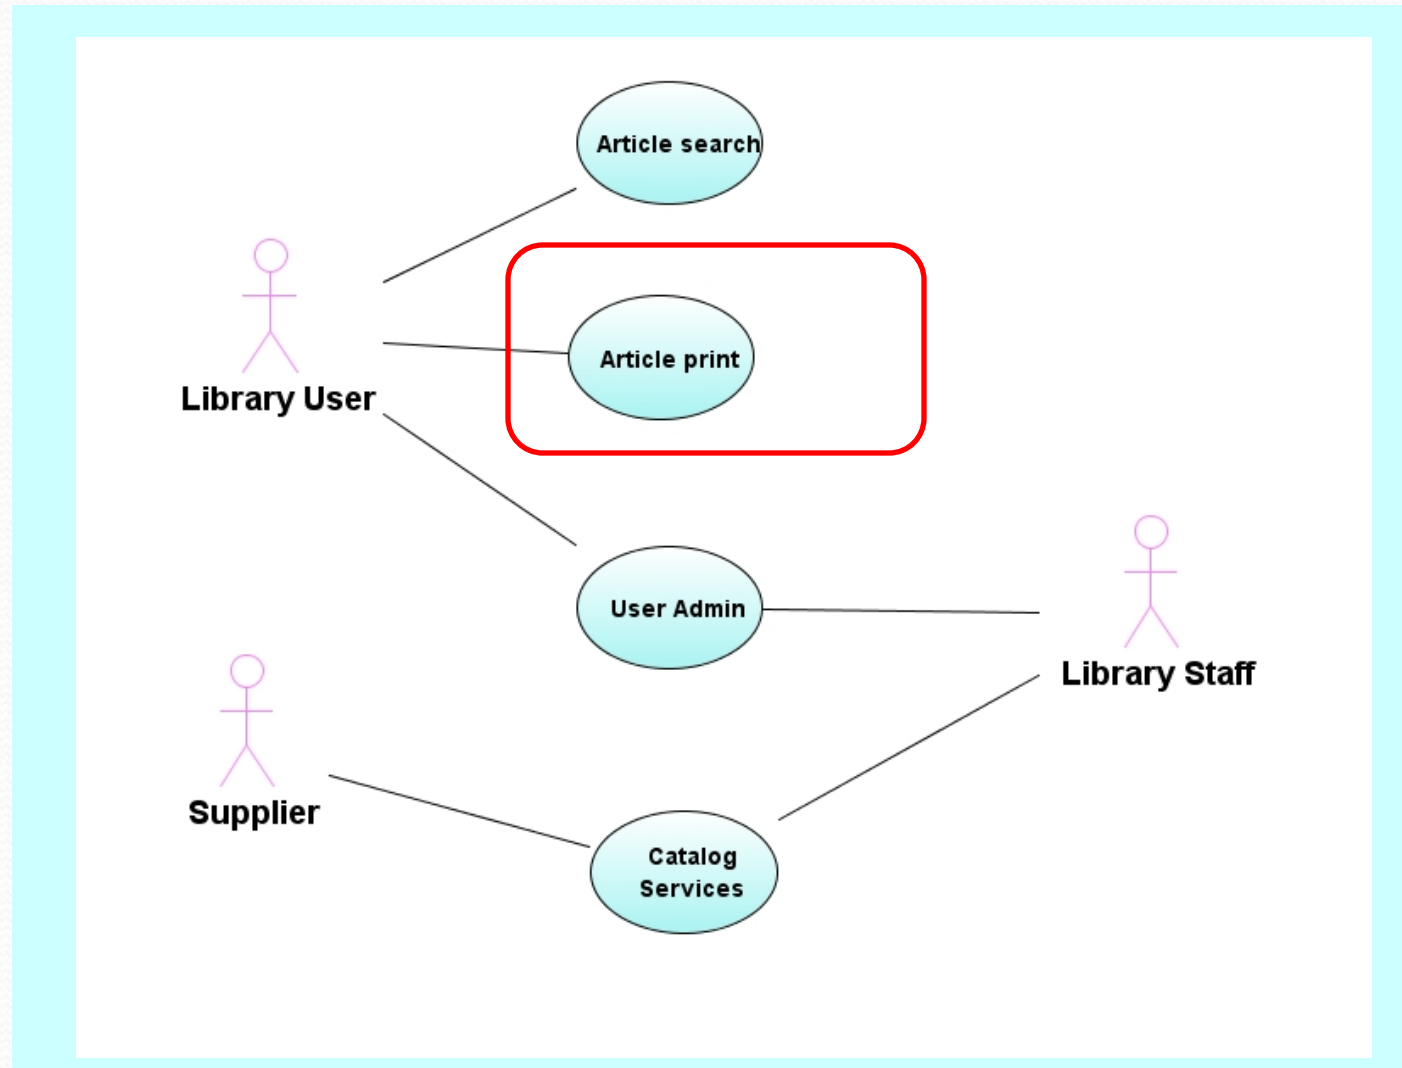 Article search
Article print
Library User
User Admin
Library Staff
Supplier
Catalog
Services